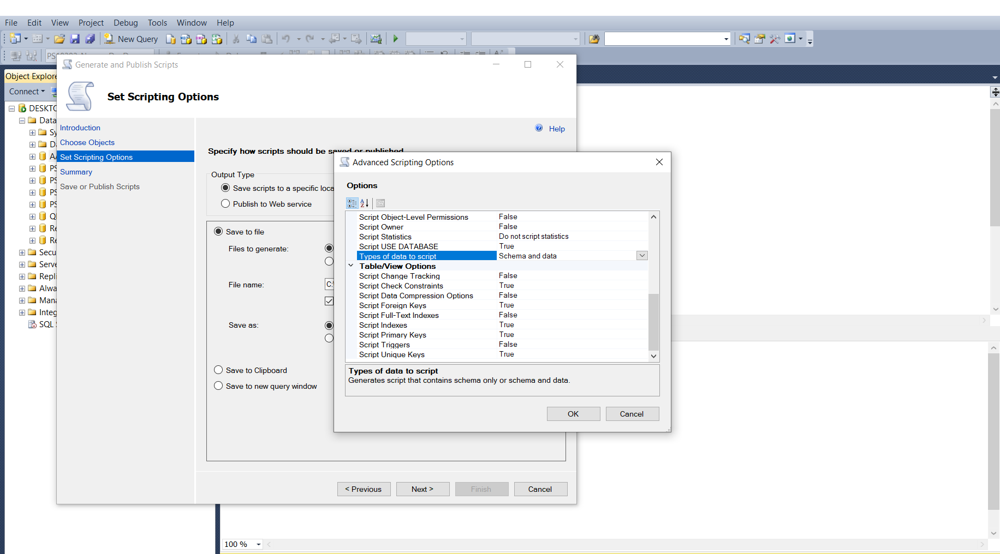 File Edit View Project Debug Tools Window Help
New Query
Generate and Publish Scripts
Object Explore
Connect
Set Scripting Options
DESKTO
Data
Sy
D
A
PS
PS
PS
PS
Q
Re
Re
Secu
Serve
Repli
Alwa
Mana
Integ
SQL
Introduction
Choose Objects
Set Scripting Options
Summary
Save or Publish Scripts
Help
Specify how scripts should be saved or published
Output Type
Save scripts to a specific loca
Publish to Web service
Save to file
Files to generate:
File name:
C:\
Save as:
Save to Clipboard
Save to new query window
< Previous
Next >
Finish
Cancel
Advanced Scripting Options
Options
Script Object-Level Permissions False
Script Owner False
Script Statistics Do not script statistics
Script USE DATABASE True
Types of data to script Schema and data
Table/View Options
Script Change Tracking False
Script Check Constraints True
Script Data Compression Options False
Script Foreign Keys True
Script Full-Text Indexes False
Script Indexes True
Script Primary Keys True
Script Triggers False
Script Unique Keys True
Types of data to script
Generates script that contains schema only or schema and data.
OK
Cancel
100 %